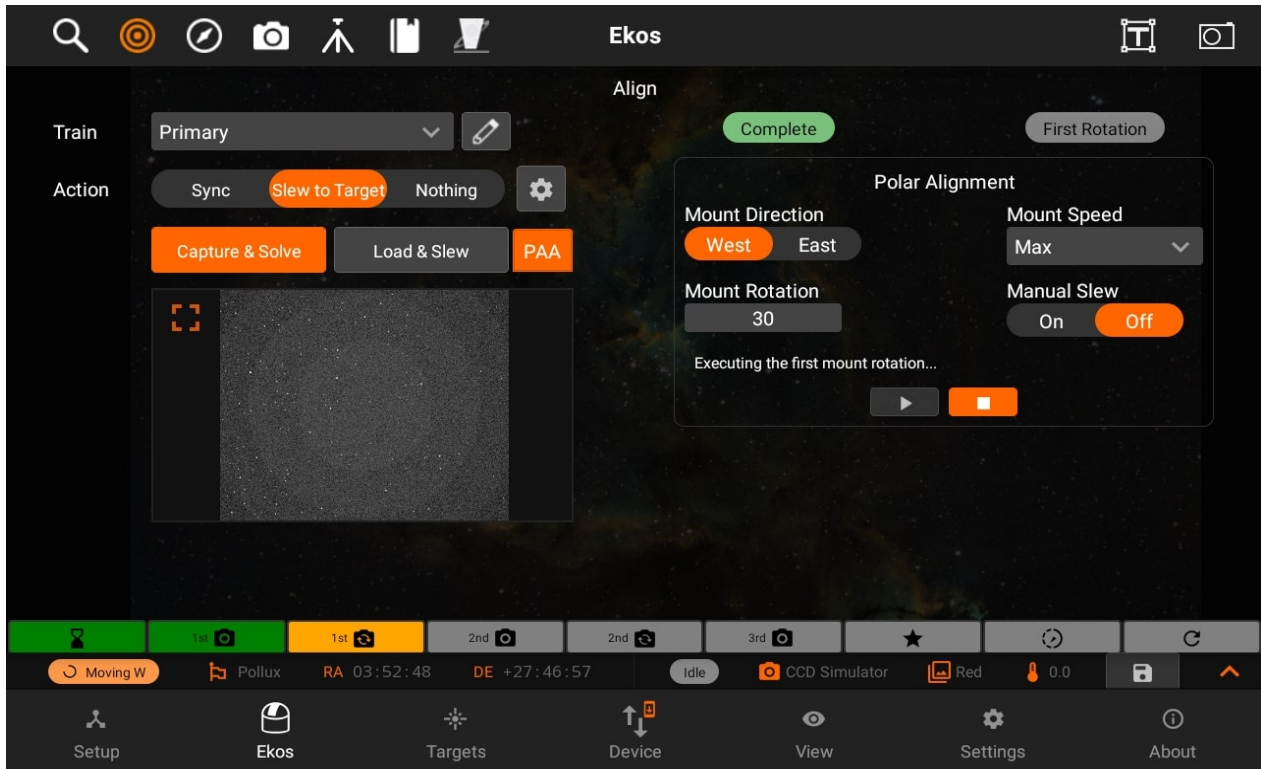 Ekos
Align
Train Primary
Complete First Rotation
Action Sync Slew to Target Nothing
Polar Alignment
Mount Direction Mount Speed
West East Max
Capture & Solve Load & Slew PAA
Mount Rotation Manual Slew
30 On Off
Executing the first mount rotation...
1st 1st 2nd 2nd 3rd
Moving W Pollux RA 03:52:48 DE +27:46:57 Idle CCD Simulator Red 0.0
Setup Ekos Targets Device View Settings About